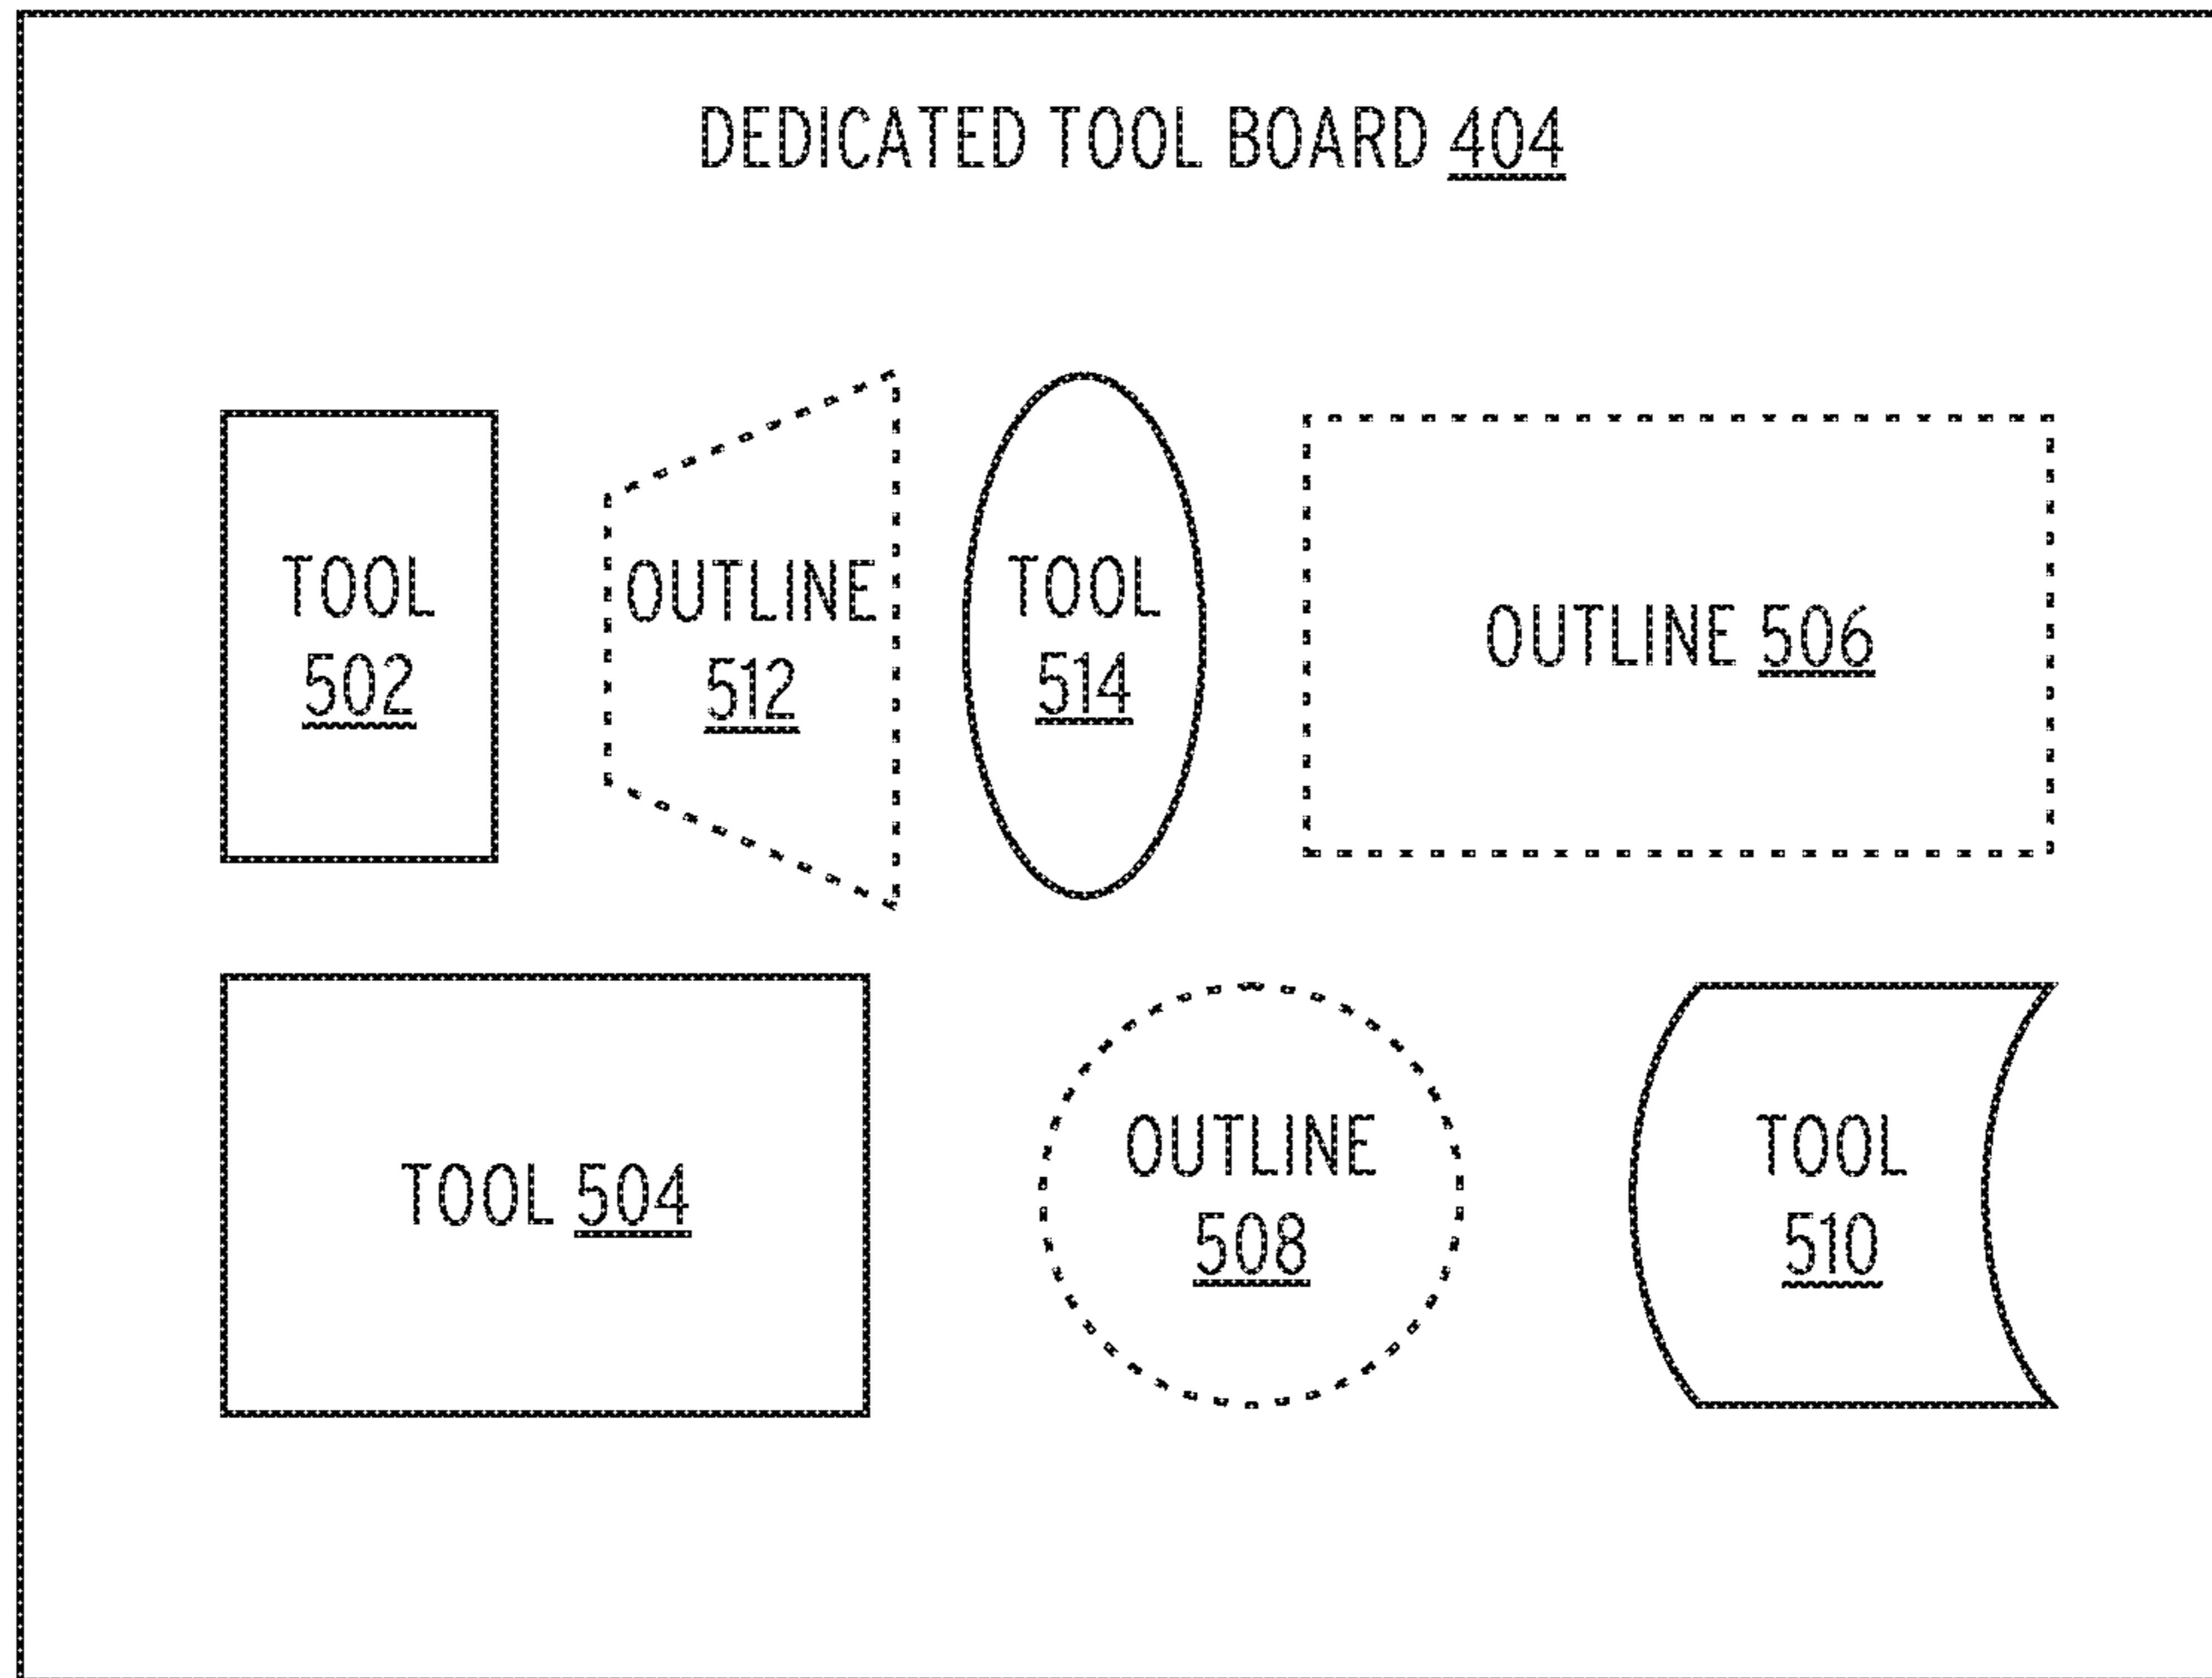 DEDICATED TOOL BOARD 404
TOOL
502
OUTLINE
512
TOOL
514
OUTLINE 506
TOOL 504
OUTLINE
508
TOOL
510